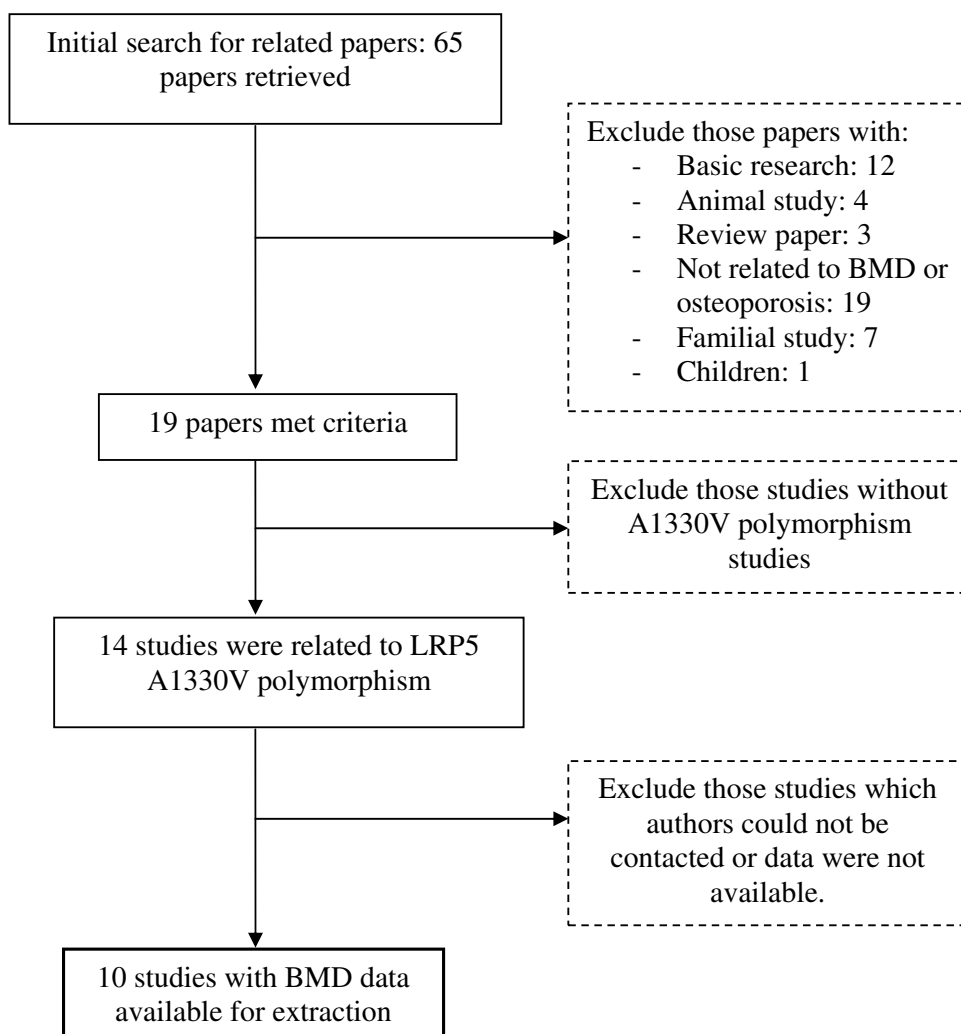 Initial search for related papers: 65
papers retrieved
Exclude those papers with:
- Basic research: 12
- Animal study: 4
- Review paper: 3
- Not related to BMD or
osteoporosis: 19
- Familial study: 7
- Children: 1
19 papers met criteria
Exclude those studies without
A1330V polymorphism
studies
14 studies were related to LRP5
A1330V polymorphism
Exclude those studies which
authors could not be
contacted or data were not
available.
10 studies with BMD data
available for extraction